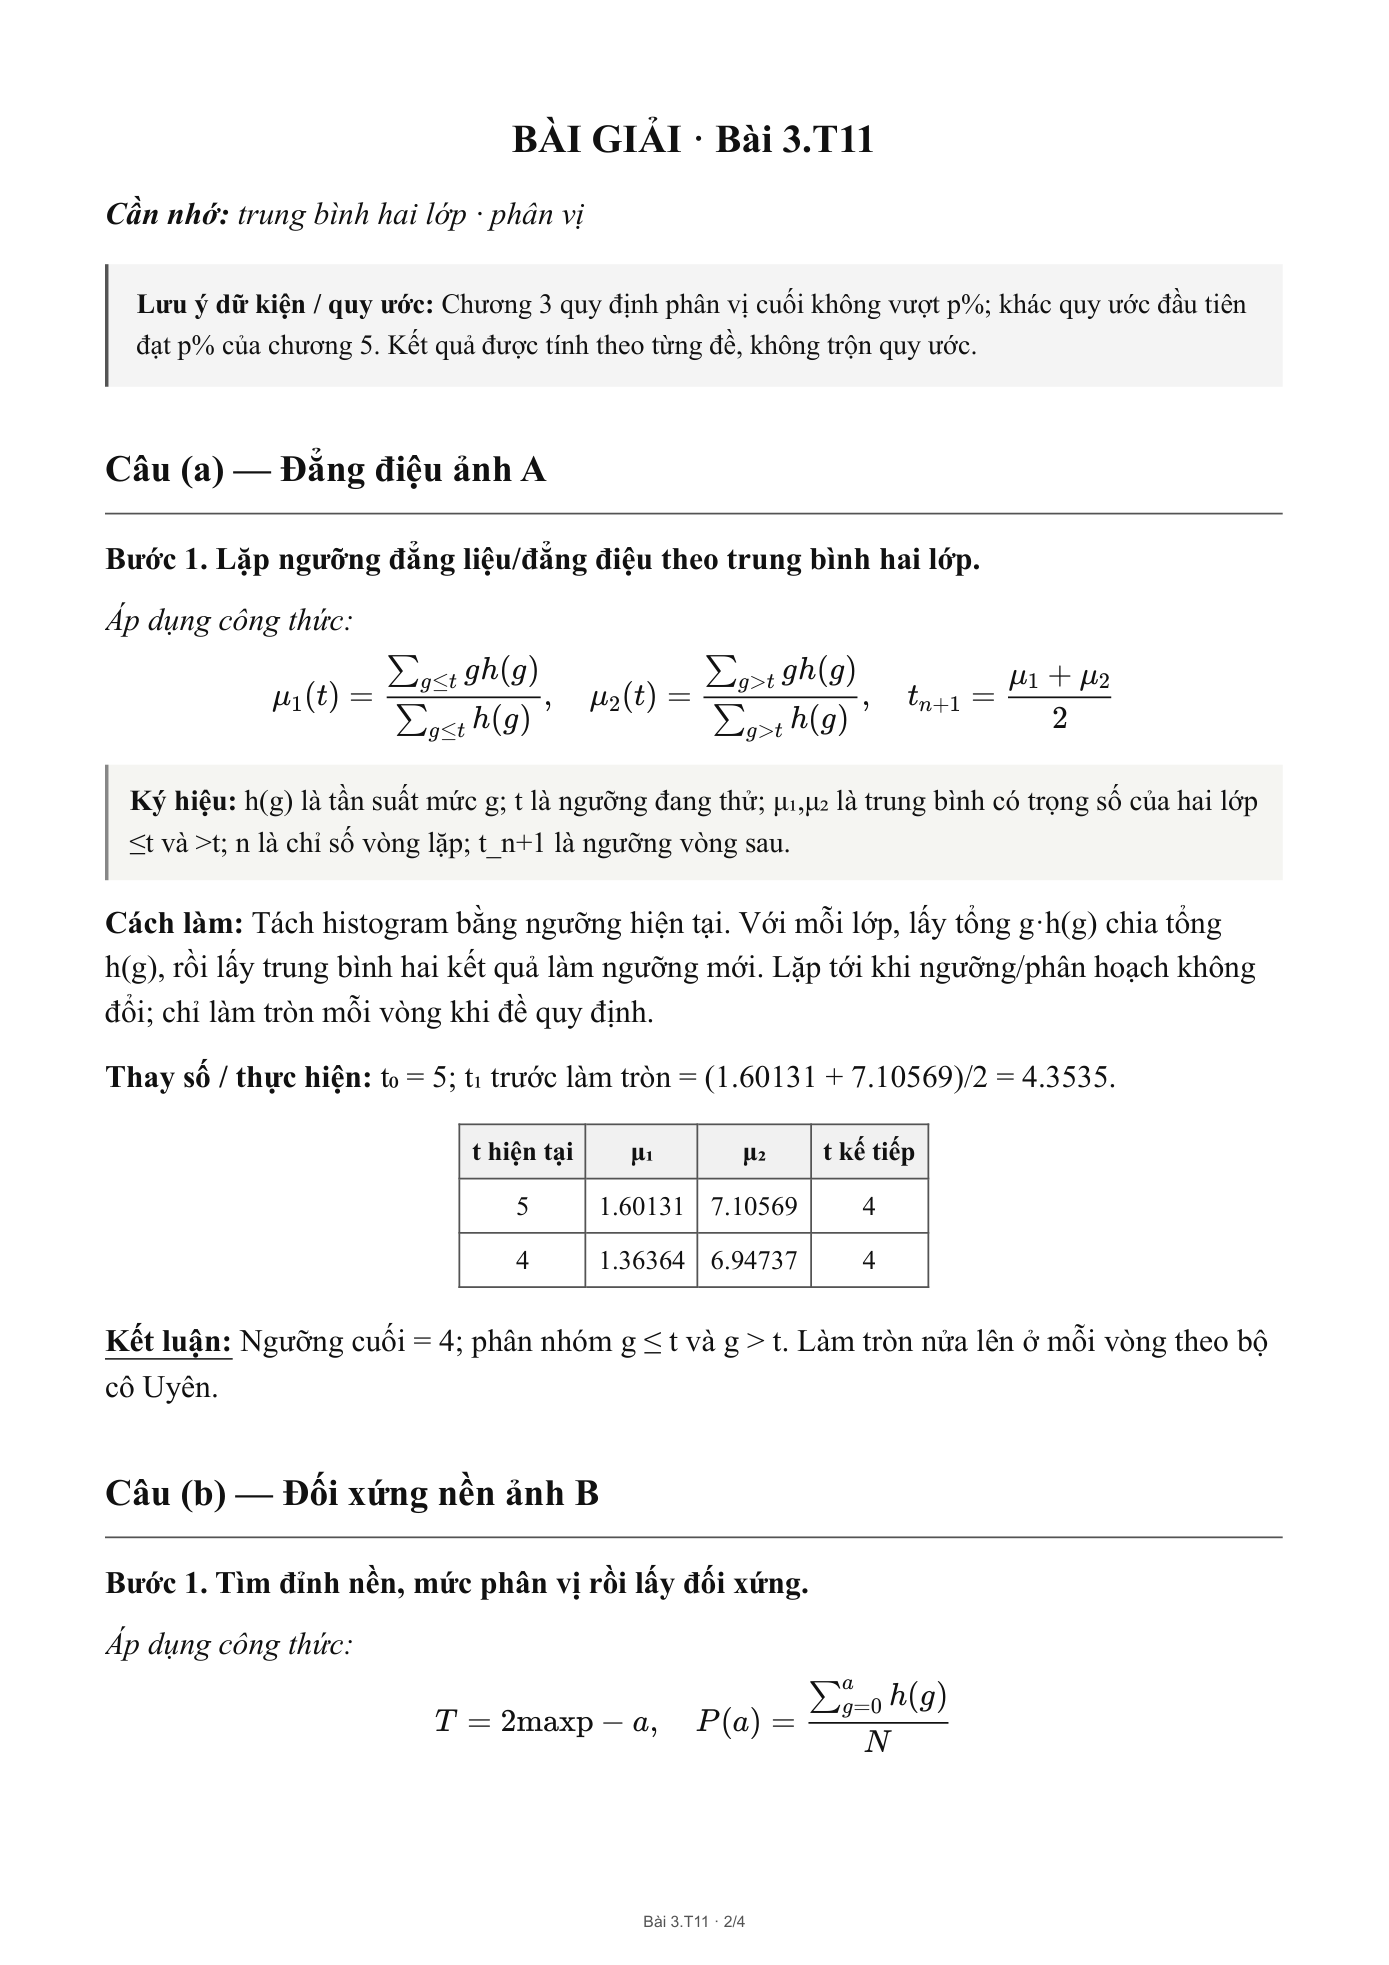 BÀI GIẢI · Bài 3.T11
Cần nhớ: trung bình hai lớp · phân vị
Lưu ý dữ kiện / quy ước: Chương 3 quy định phân vị cuối không vượt p%; khác quy ước đầu tiên
đạt p% của chương 5. Kết quả được tính theo từng đề, không trộn quy ước.
Câu (a) — Đẳng điệu ảnh A
Bước 1. Lặp ngưỡng đẳng liệu/đẳng điệu theo trung bình hai lớp.
Áp dụng công thức:
μ₁(t) = ∑_{g≤t} gh(g) / ∑_{g≤t} h(g), μ₂(t) = ∑_{g>t} gh(g) / ∑_{g>t} h(g), t_{n+1} = (μ₁ + μ₂) / 2
Ký hiệu: h(g) là tần suất mức g; t là ngưỡng đang thử; μ₁,μ₂ là trung bình có trọng số của hai lớp
≤t và >t; n là chỉ số vòng lặp; t_n+1 là ngưỡng vòng sau.
Cách làm: Tách histogram bằng ngưỡng hiện tại. Với mỗi lớp, lấy tổng g·h(g) chia tổng
h(g), rồi lấy trung bình hai kết quả làm ngưỡng mới. Lặp tới khi ngưỡng/phân hoạch không
đổi; chỉ làm tròn mỗi vòng khi đề quy định.
Thay số / thực hiện: t₀ = 5; t₁ trước làm tròn = (1.60131 + 7.10569)/2 = 4.3535.
t hiện tại μ₁ μ₂ t kế tiếp
5 1.60131 7.10569 4
4 1.36364 6.94737 4
Kết luận: Ngưỡng cuối = 4; phân nhóm g ≤ t và g > t. Làm tròn nửa lên ở mỗi vòng theo bộ
cô Uyên.
Câu (b) — Đối xứng nền ảnh B
Bước 1. Tìm đỉnh nền, mức phân vị rồi lấy đối xứng.
Áp dụng công thức:
T = 2maxp − a, P(a) = ∑_{g=0}^{a} h(g) / N
Bài 3.T11 · 2/4